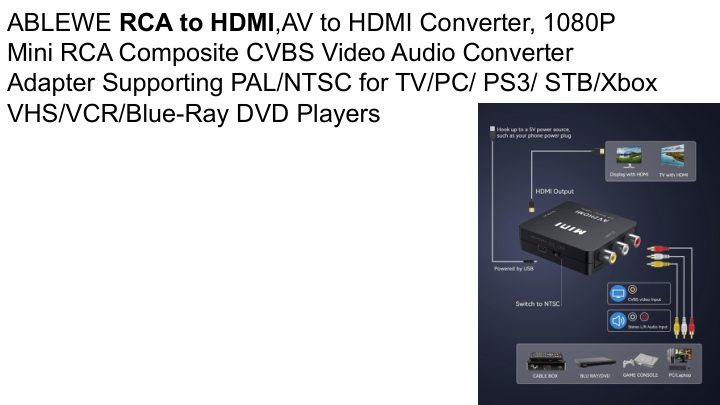 ABLEWE RCA to HDMI,AV to HDMI Converter, 1080P
Mini RCA Composite CVBS Video Audio Converter
Adapter Supporting PAL/NTSC for TV/PC/ PS3/ STB/Xbox
VHS/VCR/Blue-Ray DVD Players
Hook up to a 5V power source,
such as your phone power plug
Display with HDMI
TV with HDMI
HDMI Output
AV2HDMI
MINI
Powered by USB
Switch to NTSC
CVBS video input
Stereo L/R Audio input
CABLE BOX
BLU RAY/DVD
GAME CONSOLE
PC/Laptop